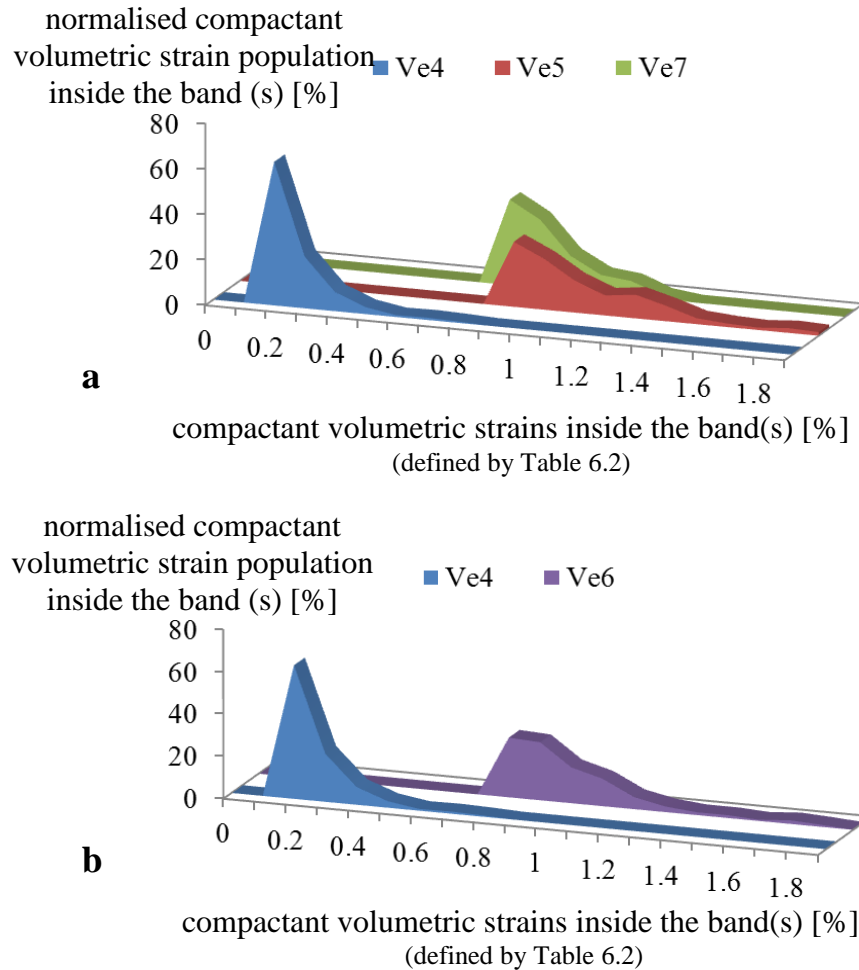 normalised compactant
volumetric strain population
inside the band (s) [%]
Ve4 Ve5 Ve7
80
60
40
20
0
0 0.2 0.4 0.6 0.8 1 1.2 1.4 1.6 1.8
a
compactant volumetric strains inside the band(s) [%]
(defined by Table 6.2)
normalised compactant
volumetric strain population
inside the band (s) [%]
Ve4 Ve6
80
60
40
20
0
0 0.2 0.4 0.6 0.8 1 1.2 1.4 1.6 1.8
b
compactant volumetric strains inside the band(s) [%]
(defined by Table 6.2)